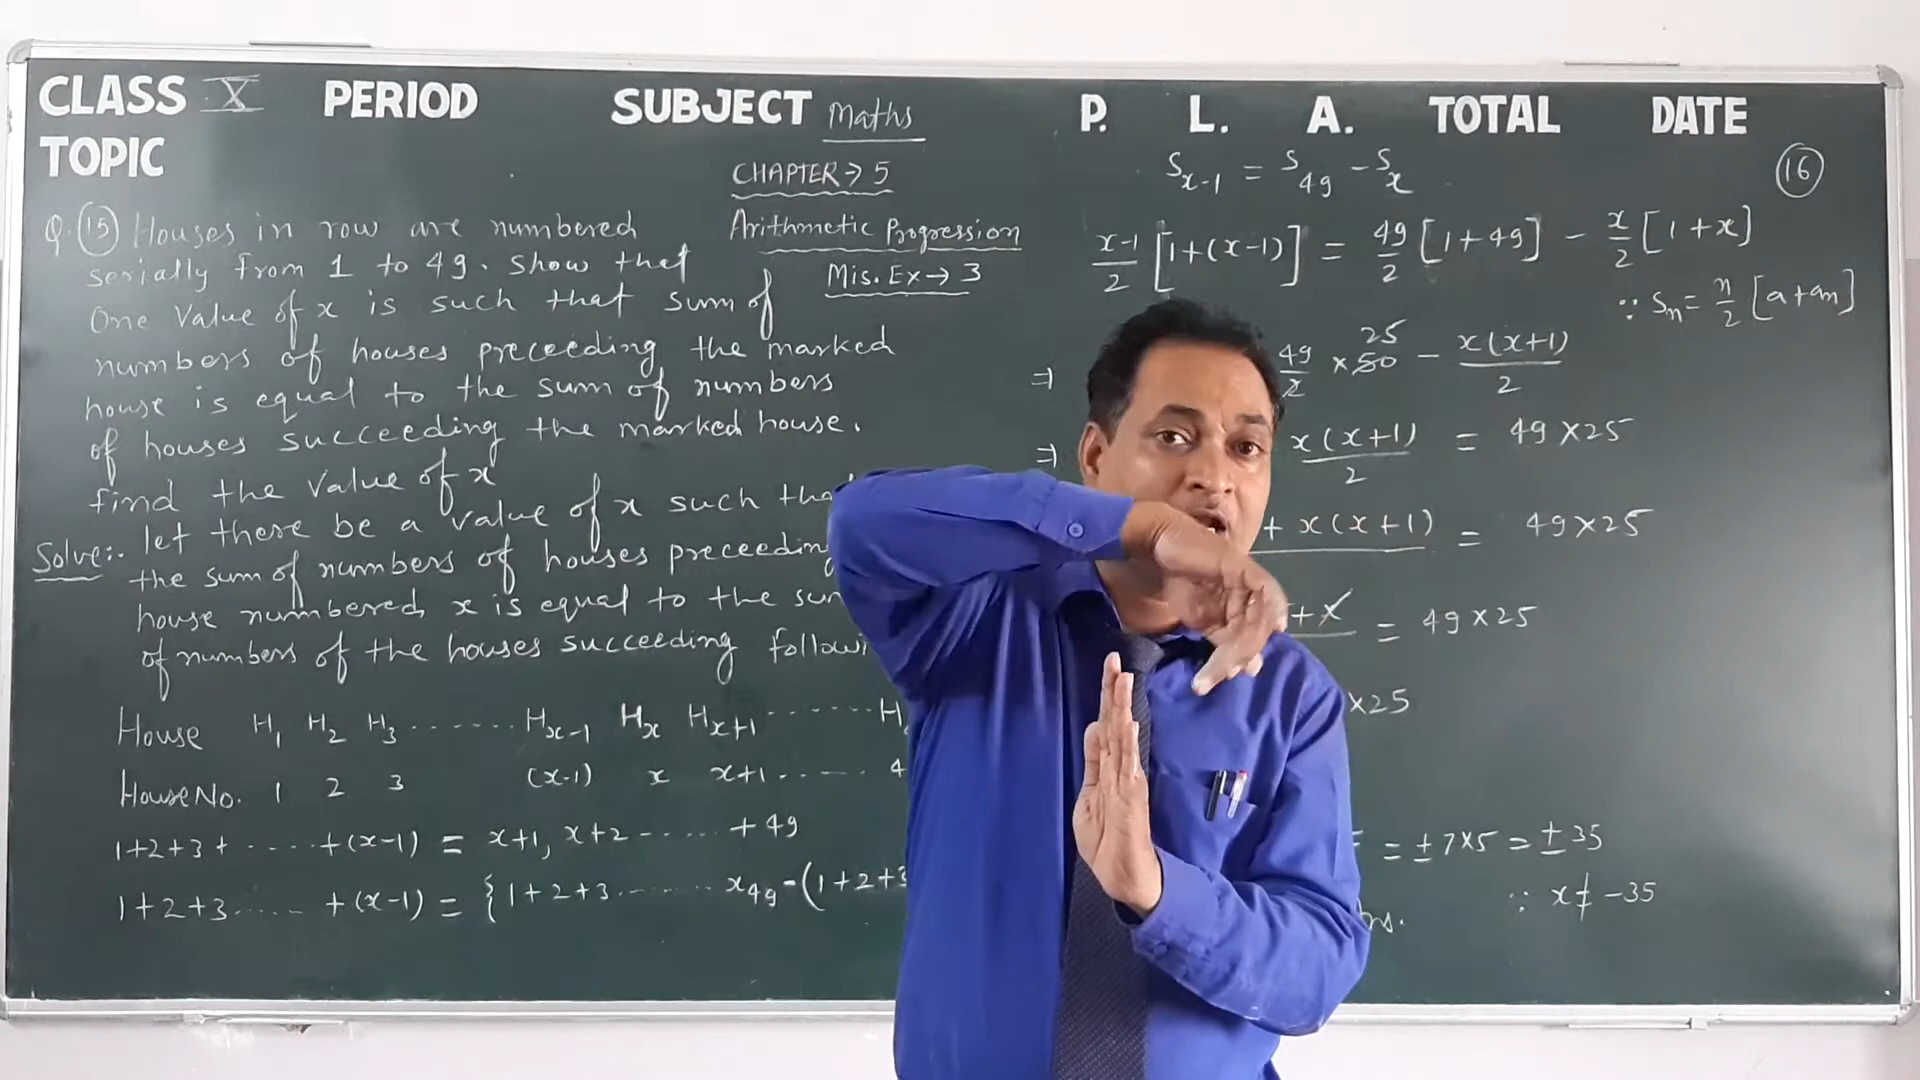 CLASS X PERIOD SUBJECT Maths P. L. A. TOTAL DATE
TOPIC
CHAPTER → 5
Arithmetic Progression
Mis. Ex → 3
Q. 15 Houses in row are numbered
serially from 1 to 49. Show that
One Value of x is such that sum of
numbers of houses preceeding the marked
house is equal to the sum of numbers
of houses succeeding the marked house.
find the value of x
Solve:- let there be a value of x such tha
the sum of numbers of houses preceeding
house numbered x is equal to the sum
of numbers of the houses succeeding followi
House H₁ H₂ H₃ ........ Hₓ₋₁ Hₓ Hₓ₊₁ ....... H
House No. 1 2 3 (x-1) x x+1 ...... 4
1+2+3+ ..... +(x-1) = x+1, x+2 ...... +49
1+2+3...... +(x-1) = {1+2+3....... x₄₉-(1+2+3
16
Sₓ₋₁ = S₄₉ - Sₓ
x-1/2 [1+(x-1)] = 49/2 [1+49] - x/2 [1+x]
∵ Sₙ = n/2 [a+aₙ]
⇒ 49/2 × 50 25 - x(x+1)/2
⇒ x(x+1)/2 = 49×25
+ x(x+1) = 49×25
+x = 49×25
×25
= ±7×5 = ±35
∵ x ≠ -35